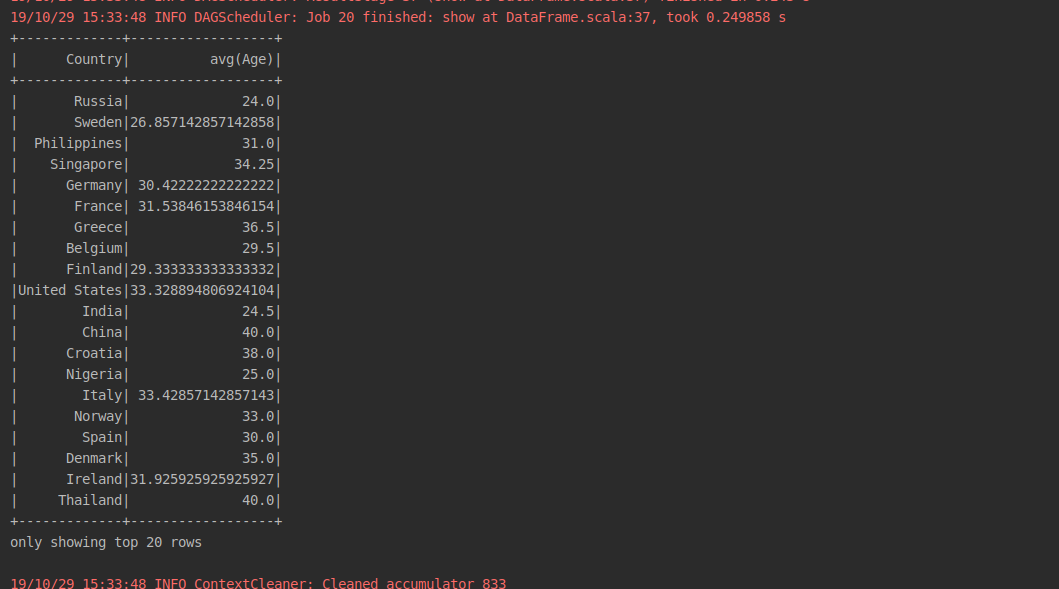 19/10/29 15:33:48 INFO DAGScheduler: Job 20 finished: show at DataFrame.scala:37, took 0.249858 s
+-------------+------------------+
|      Country|          avg(Age)|
+-------------+------------------+
|       Russia|              24.0|
|       Sweden|26.857142857142858|
|  Philippines|              31.0|
|    Singapore|             34.25|
|      Germany| 30.42222222222222|
|       France| 31.53846153846154|
|       Greece|              36.5|
|      Belgium|              29.5|
|      Finland|29.333333333333332|
|United States|33.328894806924104|
|        India|              24.5|
|        China|              40.0|
|      Croatia|              38.0|
|      Nigeria|              25.0|
|        Italy| 33.42857142857143|
|       Norway|              33.0|
|        Spain|              30.0|
|      Denmark|              35.0|
|      Ireland|31.925925925925927|
|     Thailand|              40.0|
+-------------+------------------+
only showing top 20 rows
19/10/29 15:33:48 INFO ContextCleaner: Cleaned accumulator 833